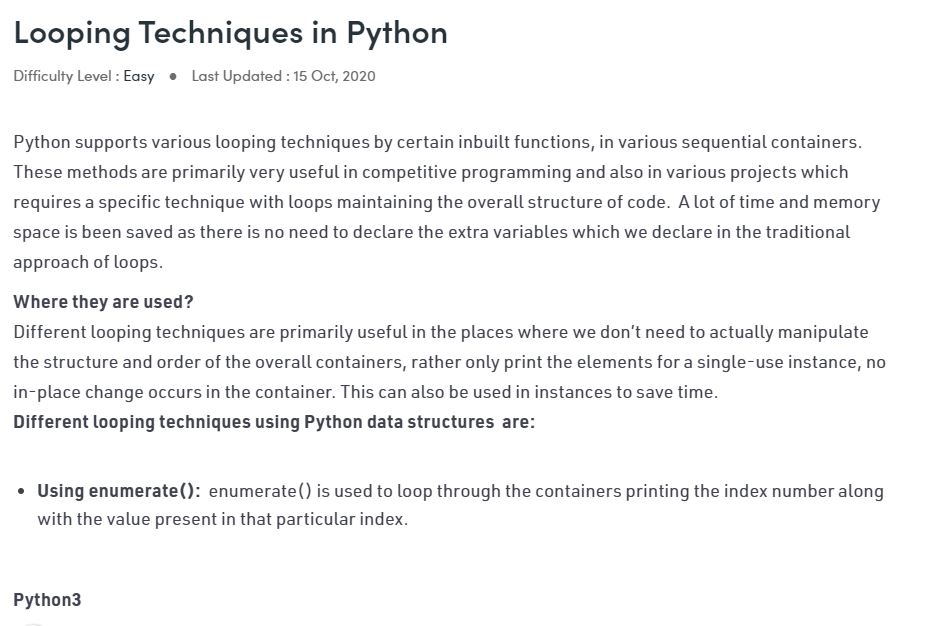 Looping Techniques in Python
Difficulty Level : Easy ● Last Updated : 15 Oct, 2020
Python supports various looping techniques by certain inbuilt functions, in various sequential containers.
These methods are primarily very useful in competitive programming and also in various projects which
requires a specific technique with loops maintaining the overall structure of code.  A lot of time and memory
space is been saved as there is no need to declare the extra variables which we declare in the traditional
approach of loops.
Where they are used?
Different looping techniques are primarily useful in the places where we don’t need to actually manipulate
the structure and order of the overall containers, rather only print the elements for a single-use instance, no
in-place change occurs in the container. This can also be used in instances to save time.
Different looping techniques using Python data structures  are:
• Using enumerate():  enumerate() is used to loop through the containers printing the index number along
with the value present in that particular index.
Python3